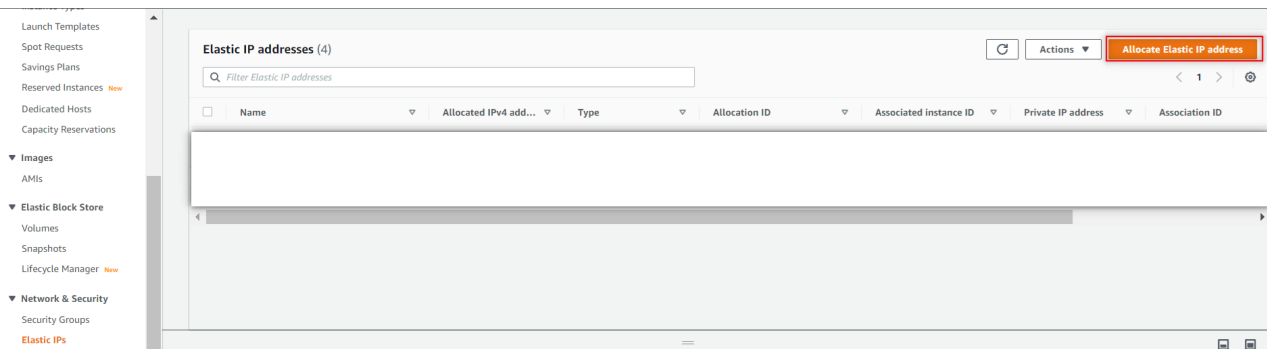 Launch Templates
Spot Requests
Savings Plans
Reserved Instances New
Dedicated Hosts
Capacity Reservations
Images
AMIs
Elastic Block Store
Volumes
Snapshots
Lifecycle Manager New
Network & Security
Security Groups
Elastic IPs
Elastic IP addresses (4)
Actions
Allocate Elastic IP address
Filter Elastic IP addresses
1
Name Allocated IPv4 add... Type Allocation ID Associated instance ID Private IP address Association ID